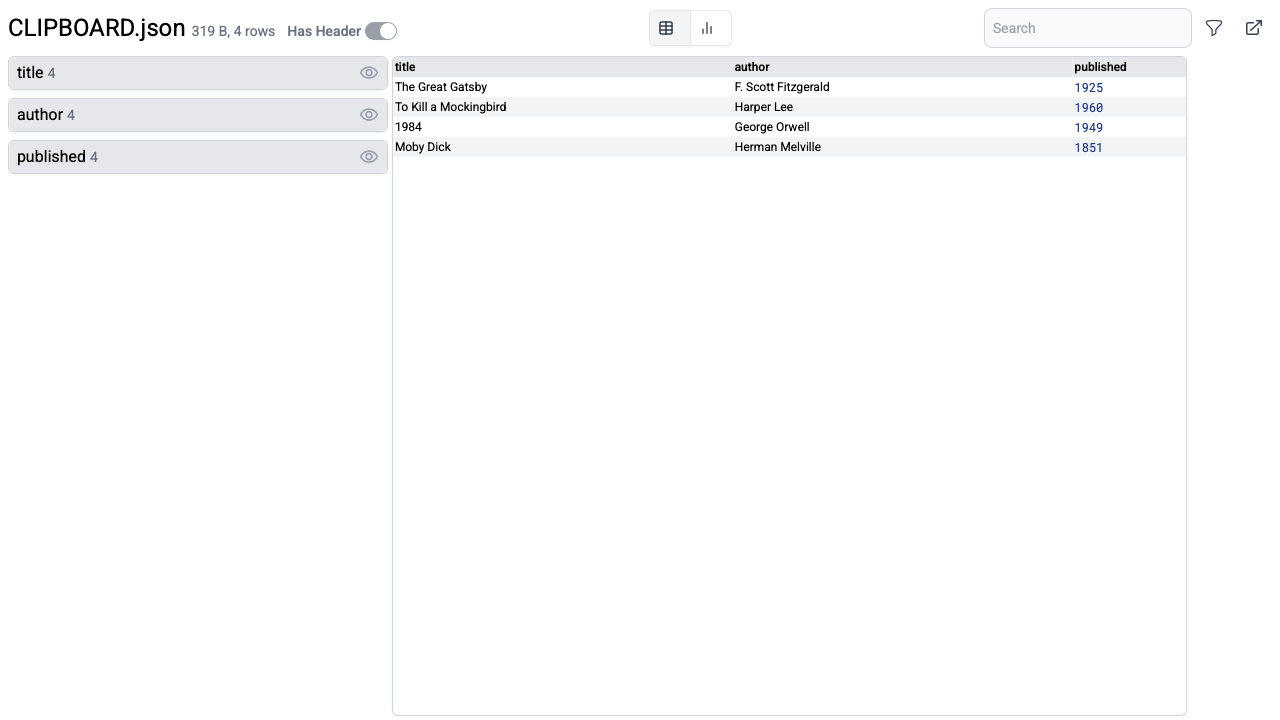 CLIPBOARD.json 319 B, 4 rows Has Header Search
title 4
author 4
published 4
title author published
The Great Gatsby F. Scott Fitzgerald 1925
To Kill a Mockingbird Harper Lee 1960
1984 George Orwell 1949
Moby Dick Herman Melville 1851